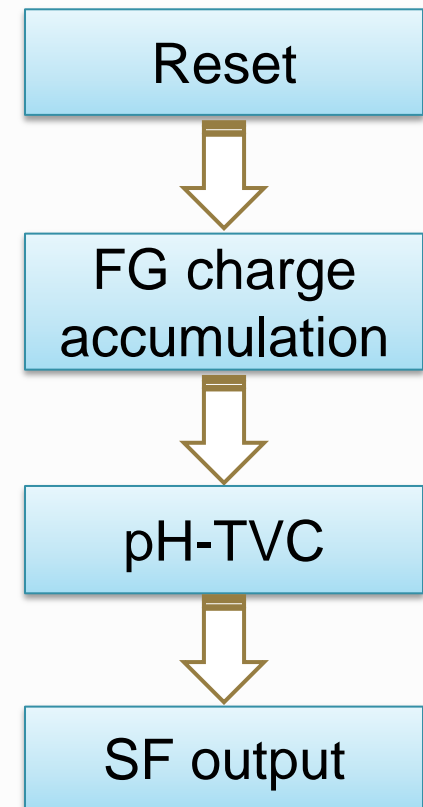 Reset
FG charge
accumulation
pH-TVC
SF output